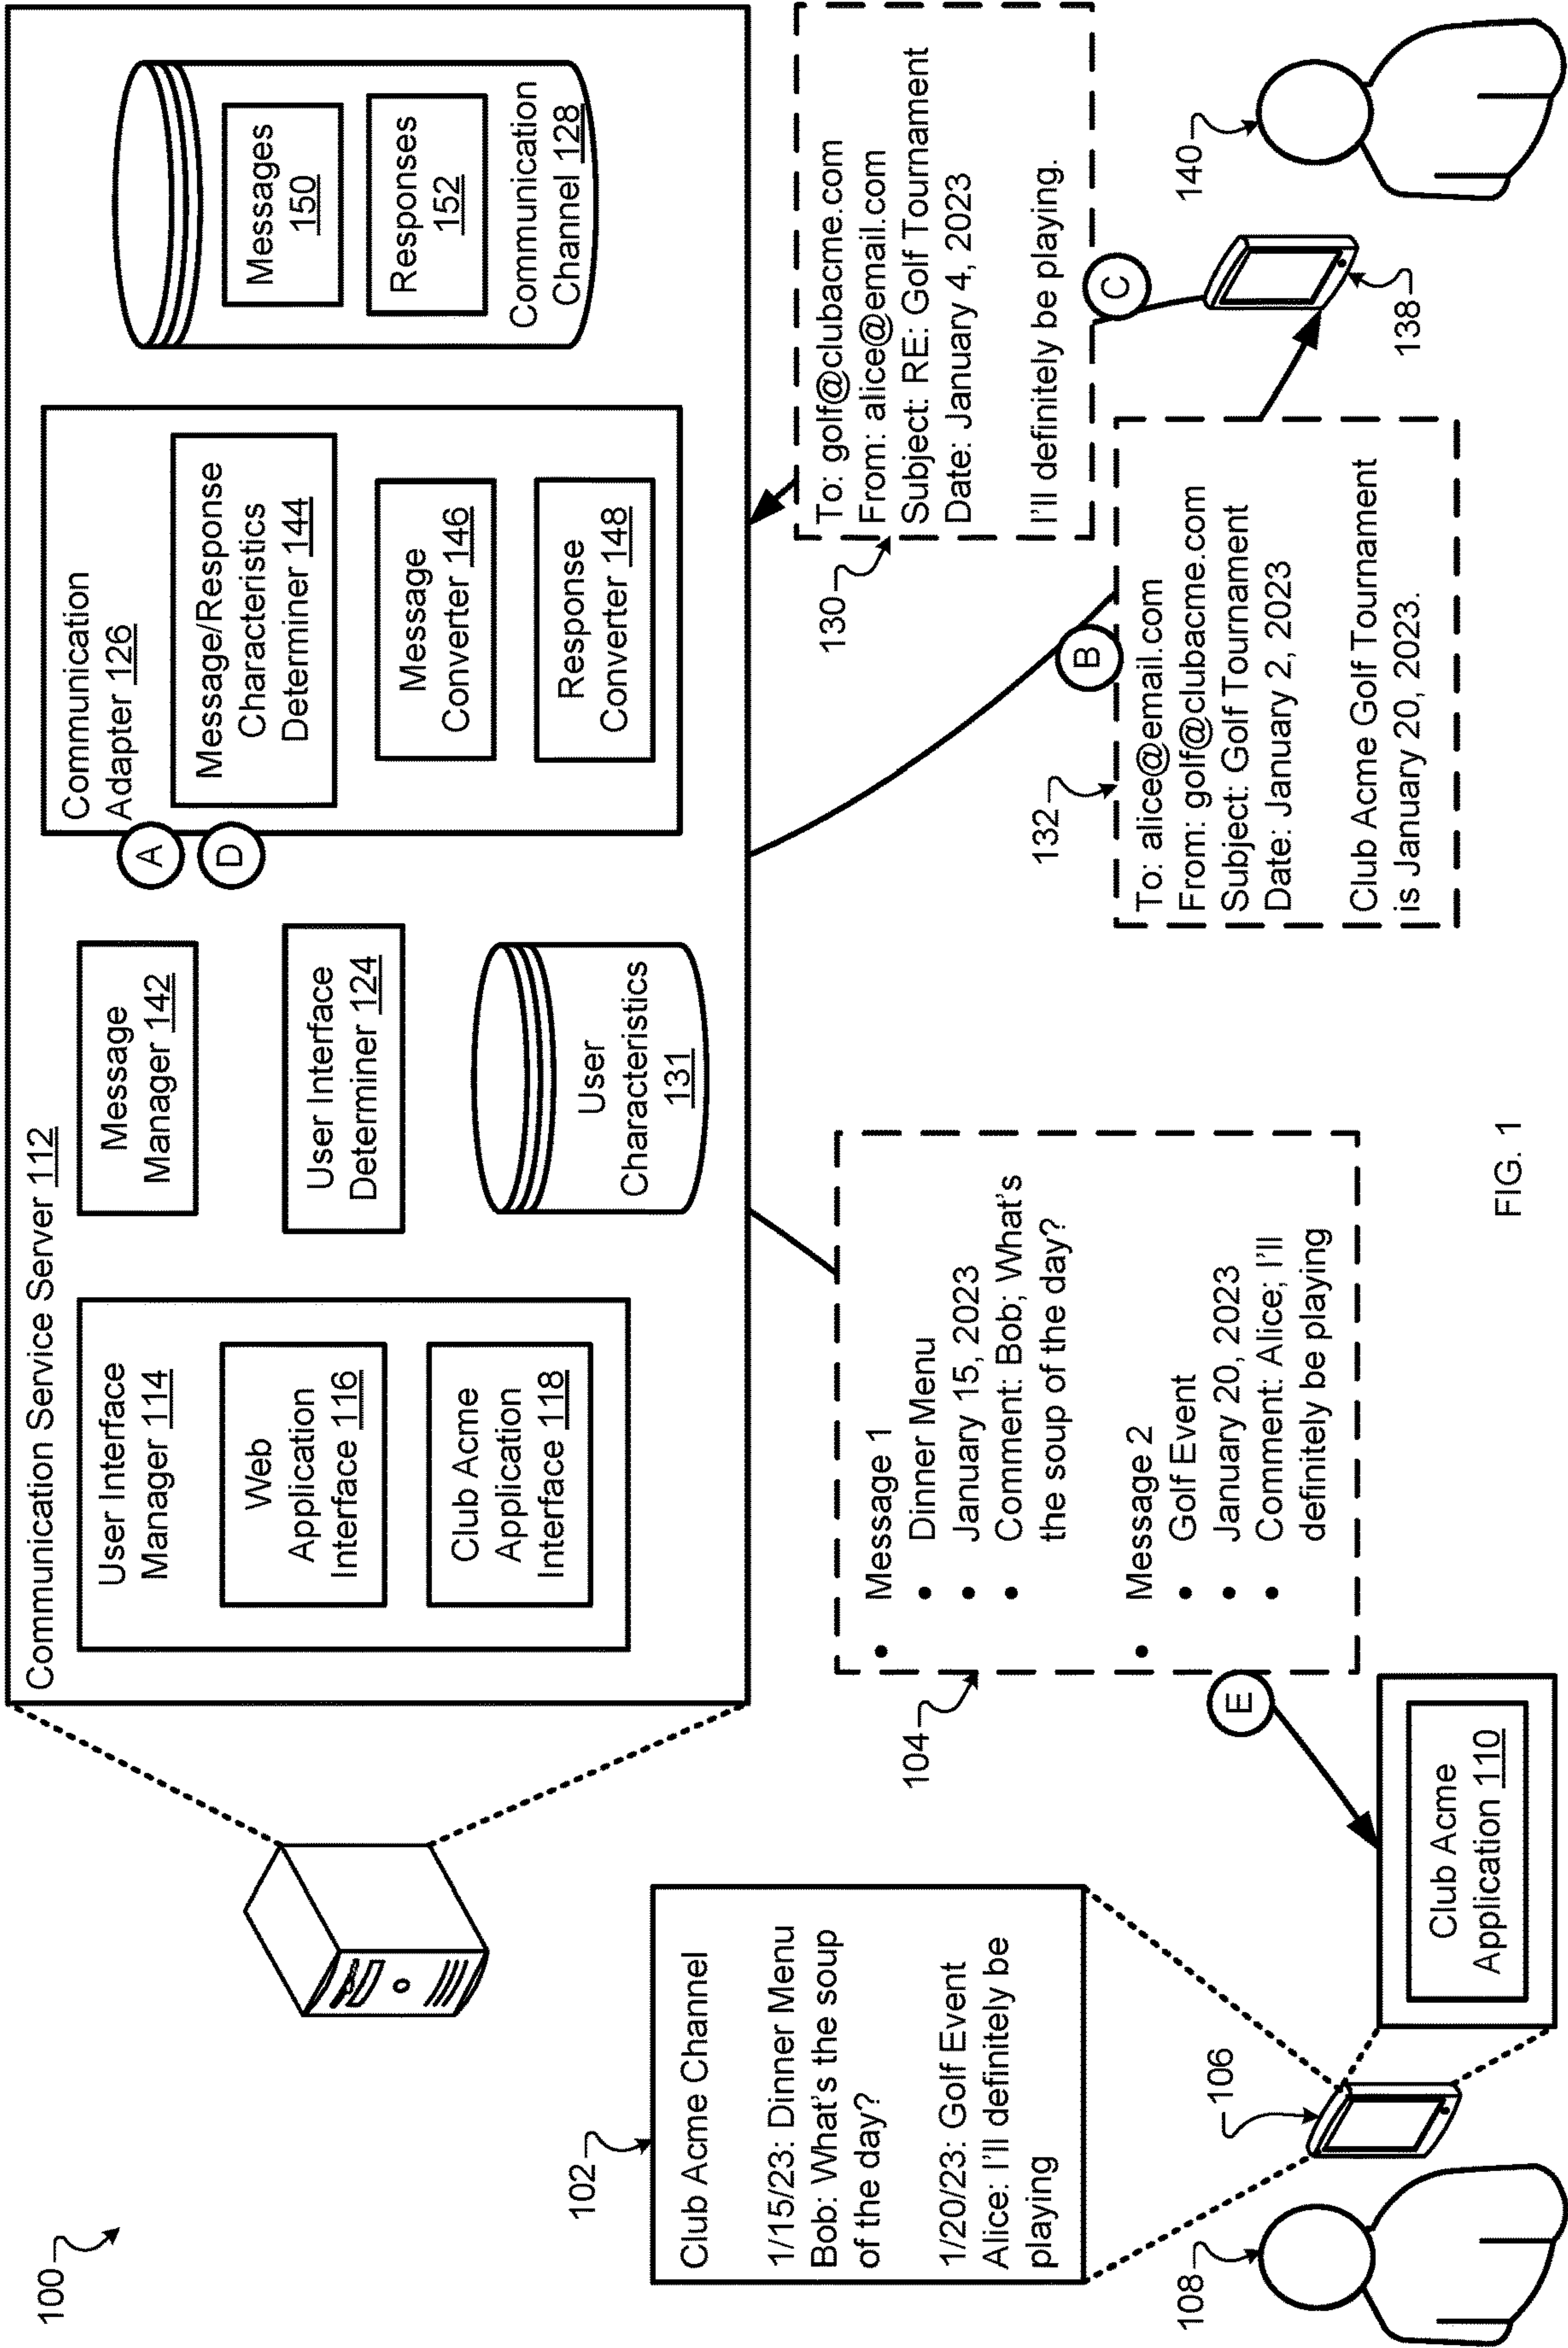 100
Communication Service Server 112
User Interface
Manager 114
Web
Application
Interface 116
Club Acme
Application
Interface 118
Message
Manager 142
User Interface
Determiner 124
User
Characteristics
131
A
D
Communication
Adapter 126
Message/Response
Characteristics
Determiner 144
Message
Converter 146
Response
Converter 148
Messages
150
Responses
152
Communication
Channel 128
102
Club Acme Channel
1/15/23: Dinner Menu
Bob: What's the soup
of the day?
1/20/23: Golf Event
Alice: I'll definitely be
playing
104
• Message 1
• Dinner Menu
• January 15, 2023
• Comment: Bob; What's
the soup of the day?
• Message 2
• Golf Event
• January 20, 2023
• Comment: Alice; I'll
definitely be playing
E
130
To: golf@clubacme.com
From: alice@email.com
Subject: RE: Golf Tournament
Date: January 4, 2023
I'll definitely be playing.
C
B
132
To: alice@email.com
From: golf@clubacme.com
Subject: Golf Tournament
Date: January 2, 2023
Club Acme Golf Tournament
is January 20, 2023.
108
106
Club Acme
Application 110
138
140
FIG. 1